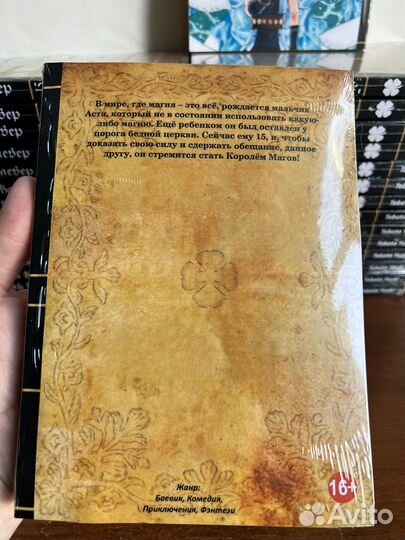 В мире, где магия – это всё, рождается мальчик
Астя, который не в состоянии использовать какую-
либо магию. Ещё ребенком он был оставлен у
порога бедной церкви. Сейчас ему 15, и, чтобы
доказать свою силу и сдержать обещание, данное
другу, он стремится стать Королём Магов!
Жанр:
Боевик, Комедия,
Приключения, Фэнтези
16+
Avito